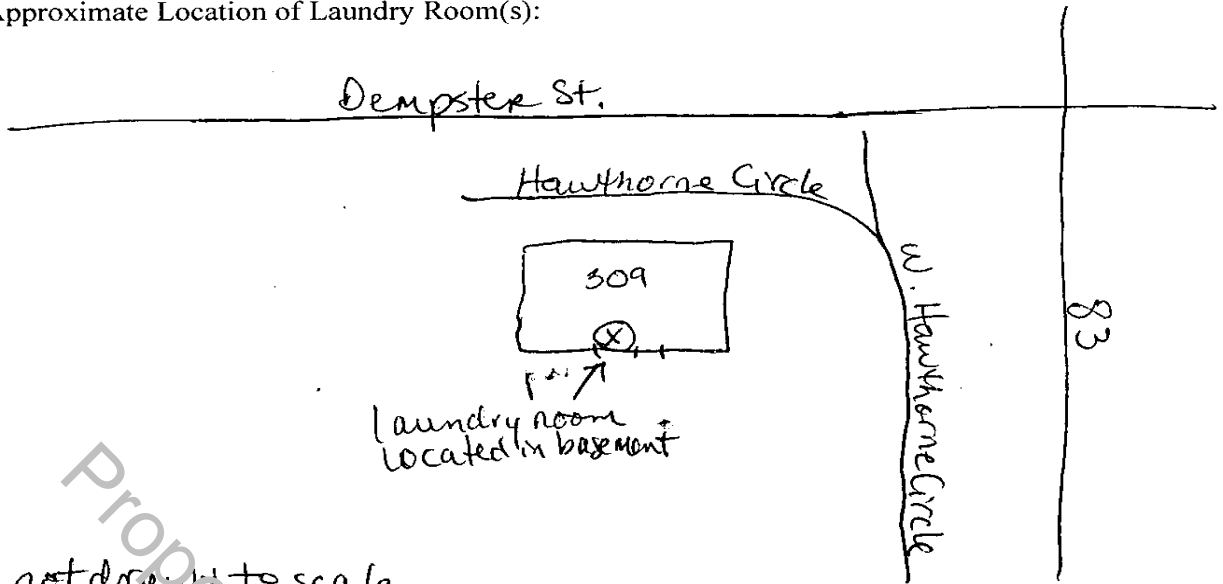 Approximate Location of Laundry Room(s):
Dempster St.
Hawthorne Circle
309
X
W. Hawthorne Circle
83
laundry room
located in basement
Prop
not drawn to scale